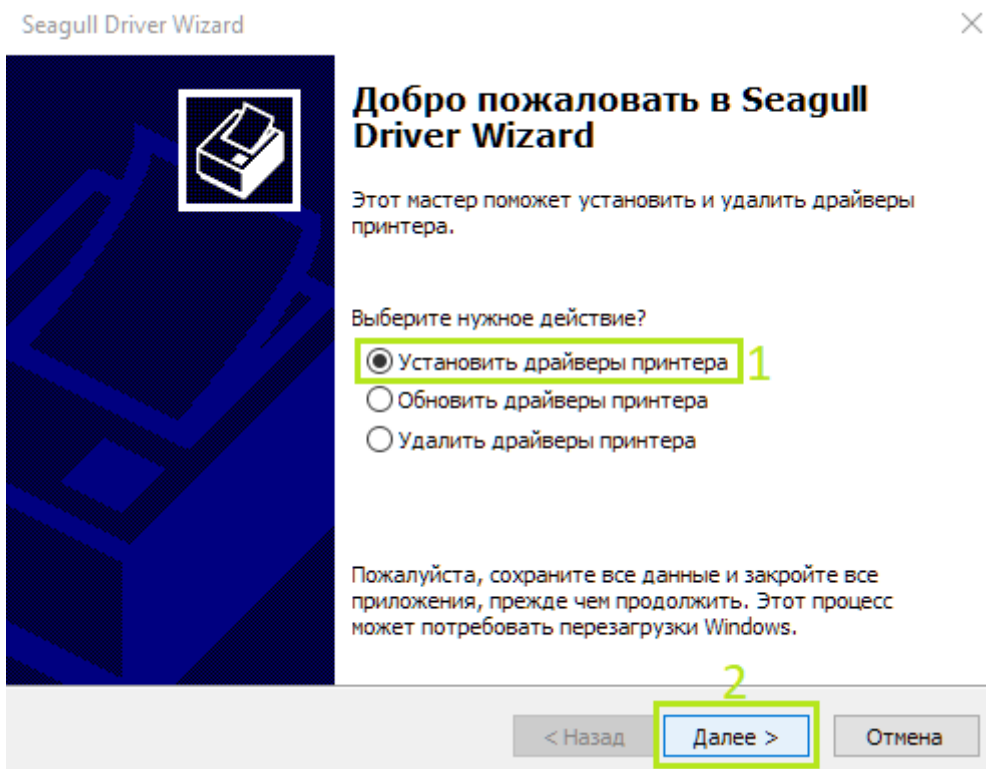 Seagull Driver Wizard
Добро пожаловать в Seagull
Driver Wizard
Этот мастер поможет установить и удалить драйверы
принтера.
Выберите нужное действие?
Установить драйверы принтера 1
Обновить драйверы принтера
Удалить драйверы принтера
Пожалуйста, сохраните все данные и закройте все
приложения, прежде чем продолжить. Этот процесс
может потребовать перезагрузки Windows.
2
< Назад Далее > Отмена